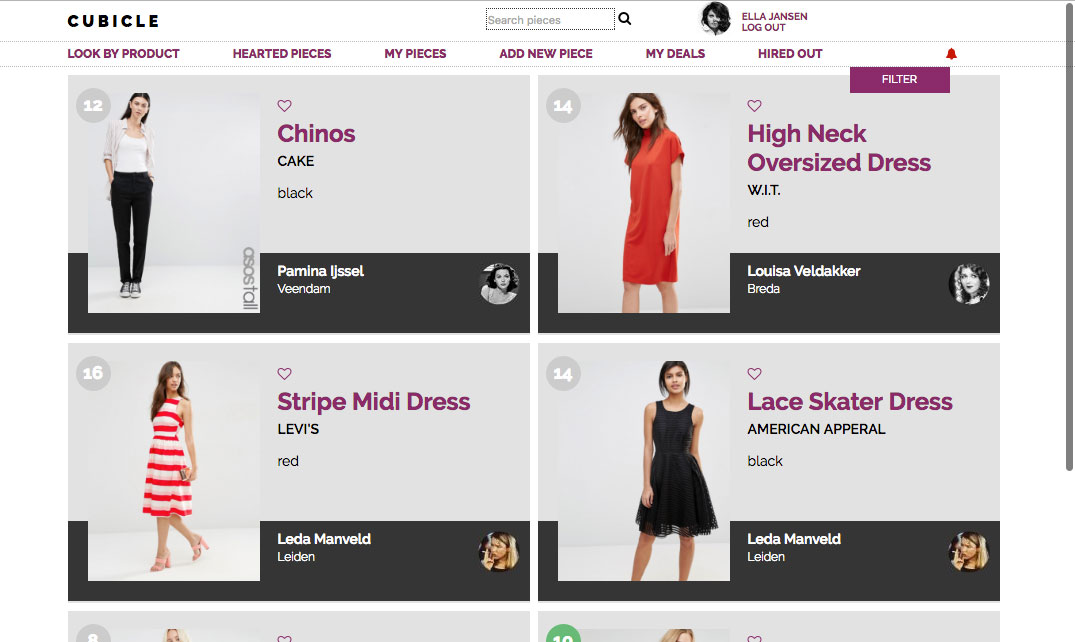 CUBICLE
Search pieces
ELLA JANSEN
LOG OUT
LOOK BY PRODUCT
HEARTED PIECES
MY PIECES
ADD NEW PIECE
MY DEALS
HIRED OUT
FILTER
12
Chinos
CAKE
black
asos tall
Pamina Ijssel
Veendam
14
High Neck
Oversized Dress
W.I.T.
red
Louisa Veldakker
Breda
16
Stripe Midi Dress
LEVI'S
red
Leda Manveld
Leiden
14
Lace Skater Dress
AMERICAN APPERAL
black
Leda Manveld
Leiden
8
10